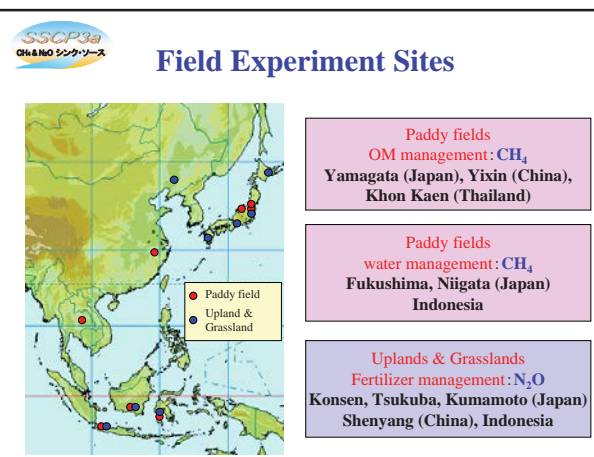 SSCP3a
CH₄ & N₂O シンク・ソース
Field Experiment Sites
Paddy field
Upland &
Grassland
Paddy fields
OM management：CH₄
Yamagata (Japan), Yixin (China),
Khon Kaen (Thailand)
Paddy fields
water management：CH₄
Fukushima, Niigata (Japan)
Indonesia
Uplands & Grasslands
Fertilizer management：N₂O
Konsen, Tsukuba, Kumamoto (Japan)
Shenyang (China), Indonesia